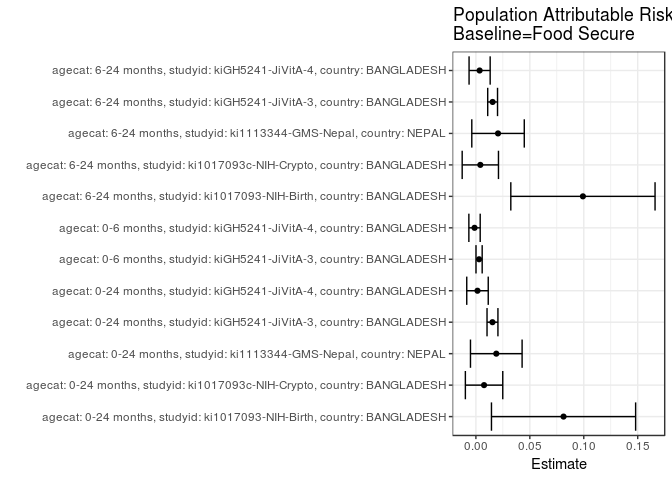 Population Attributable Risk
Baseline=Food Secure
agecat: 6-24 months, studyid: kiGH5241-JiVitA-4, country: BANGLADESH
agecat: 6-24 months, studyid: kiGH5241-JiVitA-3, country: BANGLADESH
agecat: 6-24 months, studyid: ki1113344-GMS-Nepal, country: NEPAL
agecat: 6-24 months, studyid: ki1017093c-NIH-Crypto, country: BANGLADESH
agecat: 6-24 months, studyid: ki1017093-NIH-Birth, country: BANGLADESH
agecat: 0-6 months, studyid: kiGH5241-JiVitA-4, country: BANGLADESH
agecat: 0-6 months, studyid: kiGH5241-JiVitA-3, country: BANGLADESH
agecat: 0-24 months, studyid: kiGH5241-JiVitA-4, country: BANGLADESH
agecat: 0-24 months, studyid: kiGH5241-JiVitA-3, country: BANGLADESH
agecat: 0-24 months, studyid: ki1113344-GMS-Nepal, country: NEPAL
agecat: 0-24 months, studyid: ki1017093c-NIH-Crypto, country: BANGLADESH
agecat: 0-24 months, studyid: ki1017093-NIH-Birth, country: BANGLADESH
0.00 0.05 0.10 0.15
Estimate